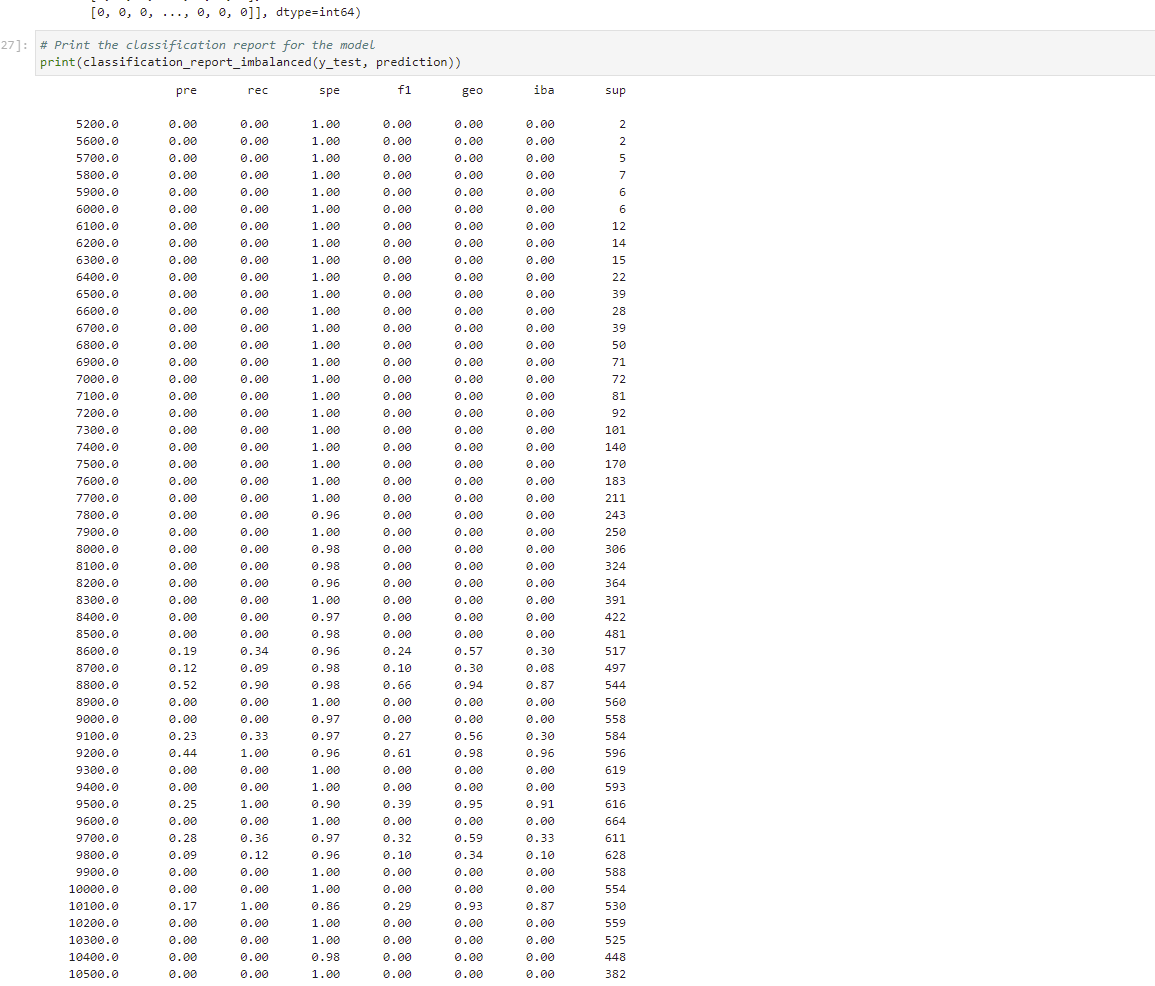 [0, 0, 0, ..., 0, 0, 0]], dtype=int64)
27]: # Print the classification report for the model
print(classification_report_imbalanced(y_test, prediction))
pre rec spe f1 geo iba sup
5200.0 0.00 0.00 1.00 0.00 0.00 0.00 2
5600.0 0.00 0.00 1.00 0.00 0.00 0.00 2
5700.0 0.00 0.00 1.00 0.00 0.00 0.00 5
5800.0 0.00 0.00 1.00 0.00 0.00 0.00 7
5900.0 0.00 0.00 1.00 0.00 0.00 0.00 6
6000.0 0.00 0.00 1.00 0.00 0.00 0.00 6
6100.0 0.00 0.00 1.00 0.00 0.00 0.00 12
6200.0 0.00 0.00 1.00 0.00 0.00 0.00 14
6300.0 0.00 0.00 1.00 0.00 0.00 0.00 15
6400.0 0.00 0.00 1.00 0.00 0.00 0.00 22
6500.0 0.00 0.00 1.00 0.00 0.00 0.00 39
6600.0 0.00 0.00 1.00 0.00 0.00 0.00 28
6700.0 0.00 0.00 1.00 0.00 0.00 0.00 39
6800.0 0.00 0.00 1.00 0.00 0.00 0.00 50
6900.0 0.00 0.00 1.00 0.00 0.00 0.00 71
7000.0 0.00 0.00 1.00 0.00 0.00 0.00 72
7100.0 0.00 0.00 1.00 0.00 0.00 0.00 81
7200.0 0.00 0.00 1.00 0.00 0.00 0.00 92
7300.0 0.00 0.00 1.00 0.00 0.00 0.00 101
7400.0 0.00 0.00 1.00 0.00 0.00 0.00 140
7500.0 0.00 0.00 1.00 0.00 0.00 0.00 170
7600.0 0.00 0.00 1.00 0.00 0.00 0.00 183
7700.0 0.00 0.00 1.00 0.00 0.00 0.00 211
7800.0 0.00 0.00 0.96 0.00 0.00 0.00 243
7900.0 0.00 0.00 1.00 0.00 0.00 0.00 250
8000.0 0.00 0.00 0.98 0.00 0.00 0.00 306
8100.0 0.00 0.00 0.98 0.00 0.00 0.00 324
8200.0 0.00 0.00 0.96 0.00 0.00 0.00 364
8300.0 0.00 0.00 1.00 0.00 0.00 0.00 391
8400.0 0.00 0.00 0.97 0.00 0.00 0.00 422
8500.0 0.00 0.00 0.98 0.00 0.00 0.00 481
8600.0 0.19 0.34 0.96 0.24 0.57 0.30 517
8700.0 0.12 0.09 0.98 0.10 0.30 0.08 497
8800.0 0.52 0.90 0.98 0.66 0.94 0.87 544
8900.0 0.00 0.00 1.00 0.00 0.00 0.00 560
9000.0 0.00 0.00 0.97 0.00 0.00 0.00 558
9100.0 0.23 0.33 0.97 0.27 0.56 0.30 584
9200.0 0.44 1.00 0.96 0.61 0.98 0.96 596
9300.0 0.00 0.00 1.00 0.00 0.00 0.00 619
9400.0 0.00 0.00 1.00 0.00 0.00 0.00 593
9500.0 0.25 1.00 0.90 0.39 0.95 0.91 616
9600.0 0.00 0.00 1.00 0.00 0.00 0.00 664
9700.0 0.28 0.36 0.97 0.32 0.59 0.33 611
9800.0 0.09 0.12 0.96 0.10 0.34 0.10 628
9900.0 0.00 0.00 1.00 0.00 0.00 0.00 588
10000.0 0.00 0.00 1.00 0.00 0.00 0.00 554
10100.0 0.17 1.00 0.86 0.29 0.93 0.87 530
10200.0 0.00 0.00 1.00 0.00 0.00 0.00 559
10300.0 0.00 0.00 1.00 0.00 0.00 0.00 525
10400.0 0.00 0.00 0.98 0.00 0.00 0.00 448
10500.0 0.00 0.00 1.00 0.00 0.00 0.00 382